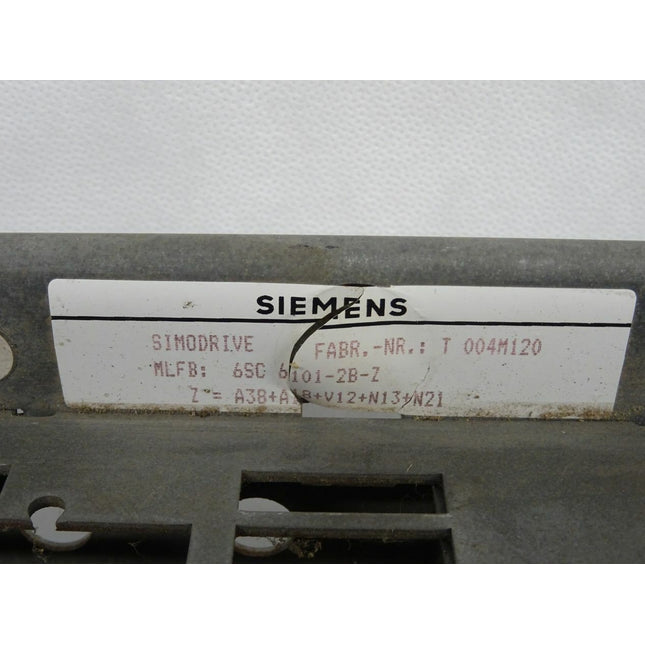 SIEMENS
SIMODRIVE FABR.-NR.: T 004M120
MLFB: 6SC 6101-2B-Z
Z = A38+A18+V12+N13+N21